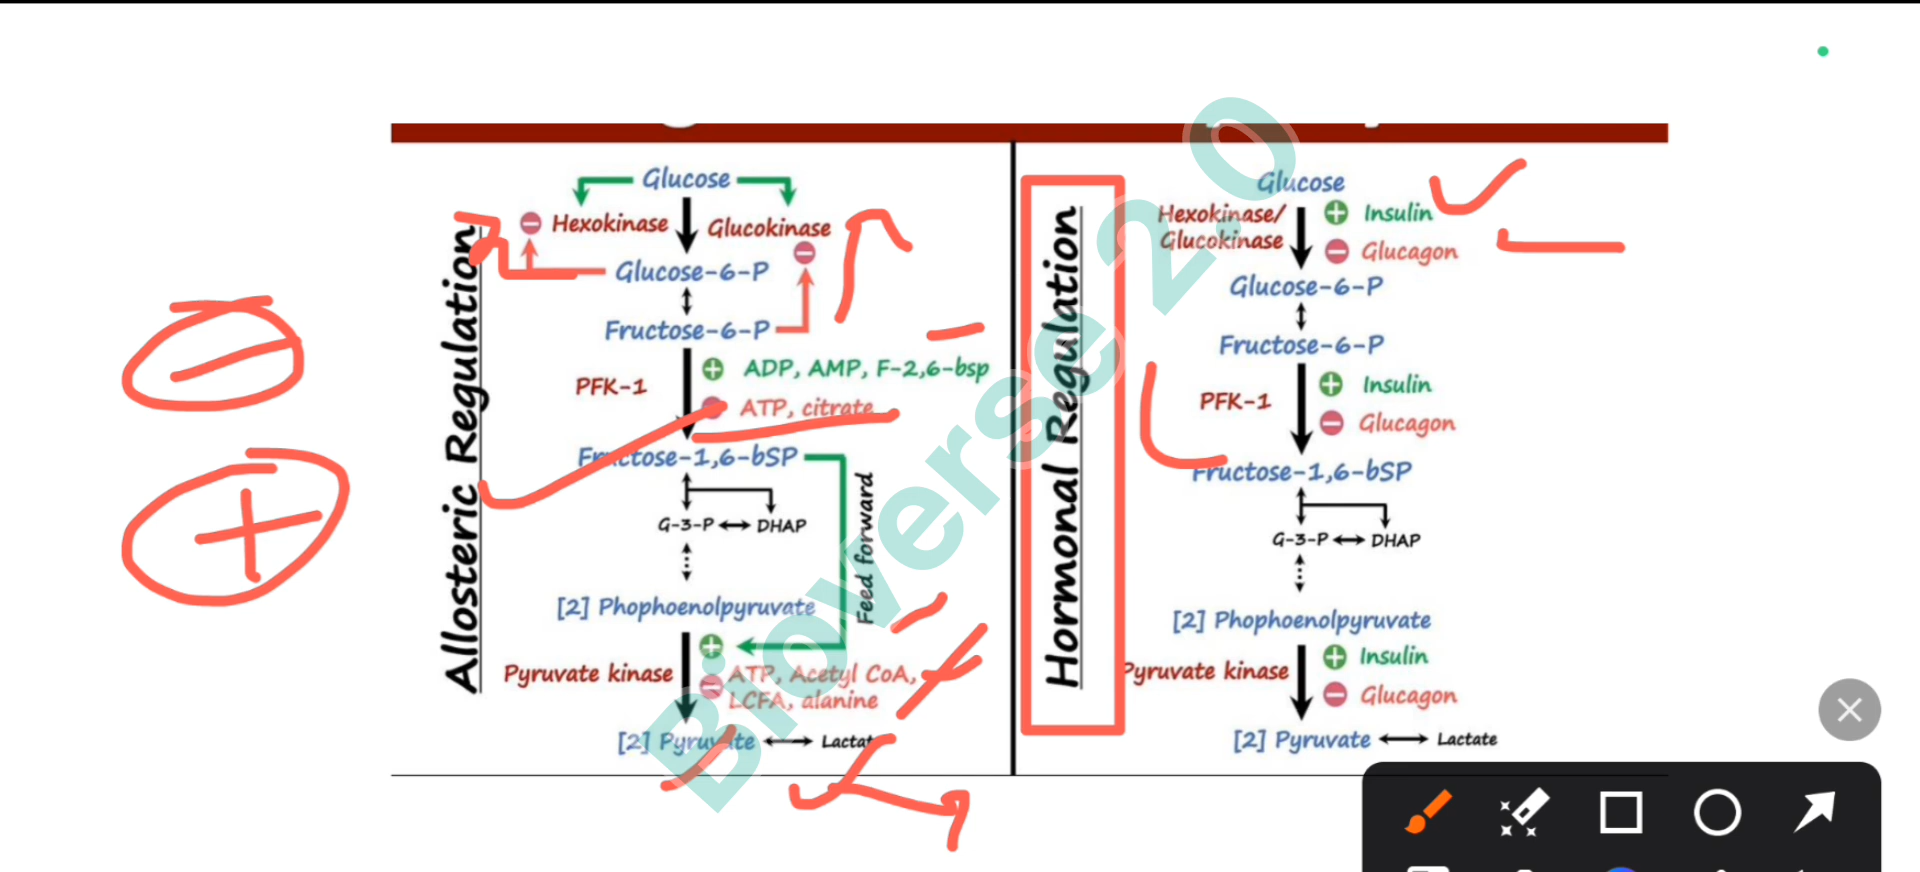 Allosteric Regulation
Glucose
Hexokinase
Glucokinase
Glucose-6-P
Fructose-6-P
PFK-1
ADP, AMP, F-2,6-bsp
ATP, citrate
Fructose-1,6-bSP
G-3-P
DHAP
Feed forward
[2] Phophoenolpyruvate
Pyruvate kinase
ATP, Acetyl CoA,
LCFA, alanine
[2] Pyruvate
Lactate
Hormonal Regulation
Glucose
Hexokinase/
Glucokinase
Insulin
Glucagon
Glucose-6-P
Fructose-6-P
PFK-1
Insulin
Glucagon
Fructose-1,6-bSP
G-3-P
DHAP
[2] Phophoenolpyruvate
Pyruvate kinase
Insulin
Glucagon
[2] Pyruvate
Lactate
Bioverse 2.0